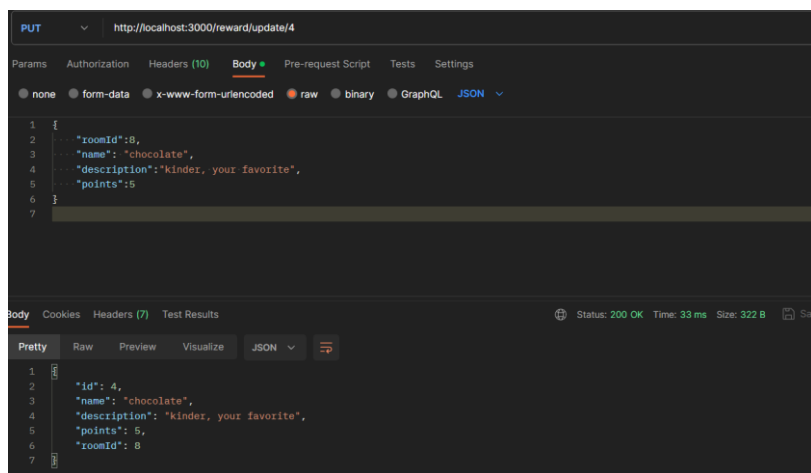 PUT http://localhost:3000/reward/update/4
Params Authorization Headers (10) Body Pre-request Script Tests Settings
none form-data x-www-form-urlencoded raw binary GraphQL JSON
1 {
2 "roomId":8,
3 "name": "chocolate",
4 "description":"kinder, your favorite",
5 "points":5
6 }
7
Body Cookies Headers (7) Test Results Status: 200 OK Time: 33 ms Size: 322 B Sa
Pretty Raw Preview Visualize JSON
1 {
2 "id": 4,
3 "name": "chocolate",
4 "description": "kinder, your favorite",
5 "points": 5,
6 "roomId": 8
7 }